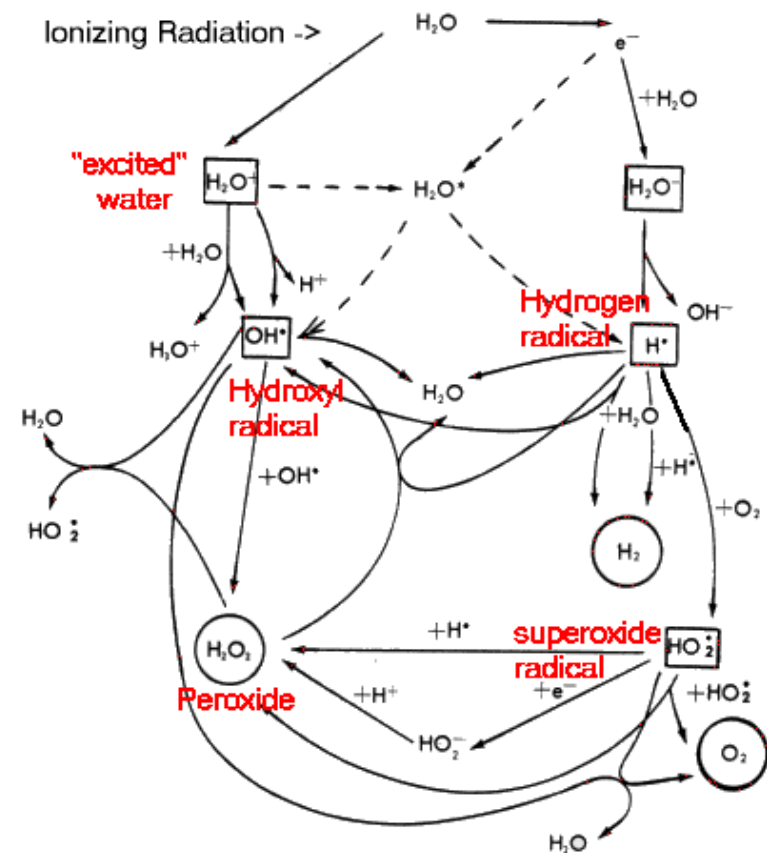 Ionizing Radiation ->
H₂O
e⁻
+H₂O
"excited"
water
H₂O⁺
H₂O*
H₂O⁻
+H₂O
H⁺
OH⁻
Hydrogen
radical
H₃O⁺
OH•
H•
Hydroxyl
radical
H₂O
H₂O
+H₂O
+OH•
+H•
+O₂
HO₂•
H₂
H₂O₂
Peroxide
+H•
superoxide
radical
HO₂•
+H⁺
+e⁻
+HO₂•
HO₂⁻
O₂
H₂O